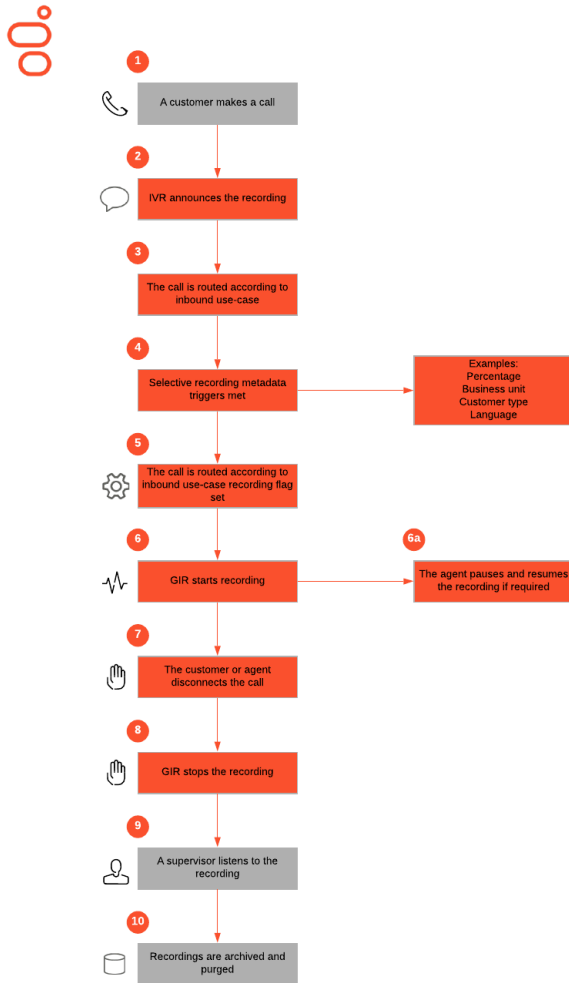 1
A customer makes a call
2
IVR announces the recording
3
The call is routed according to
inbound use-case
4
Selective recording metadata
triggers met
Examples:
Percentage
Business unit
Customer type
Language
5
The call is routed according to
inbound use-case recording flag
set
6
GIR starts recording
6a
The agent pauses and resumes
the recording if required
7
The customer or agent
disconnects the call
8
GIR stops the recording
9
A supervisor listens to the
recording
10
Recordings are archived and
purged